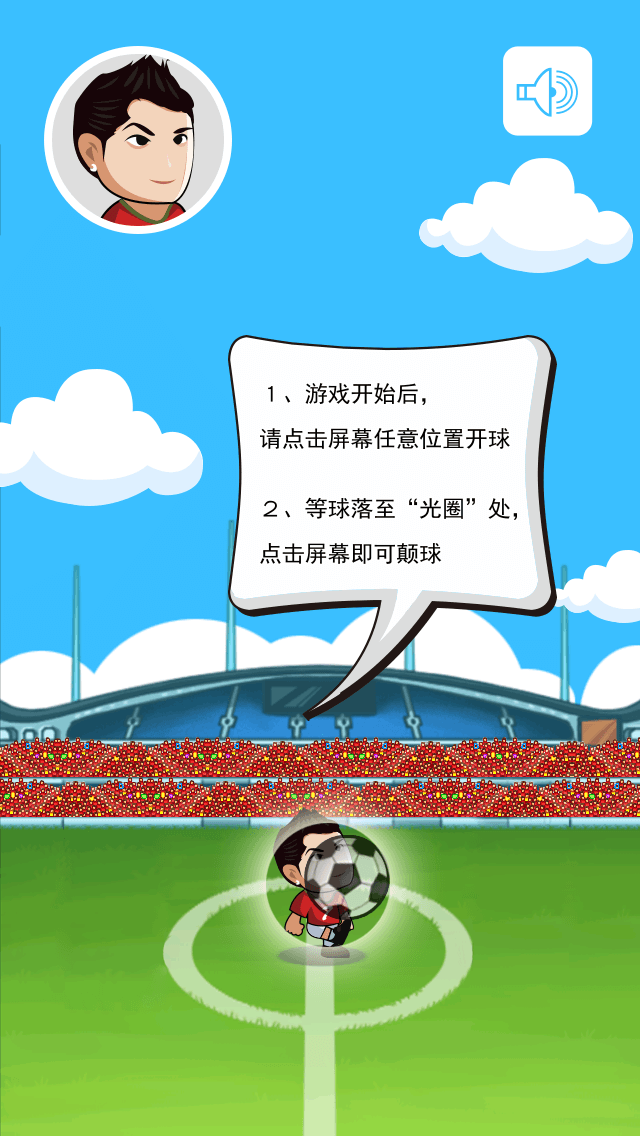 １、游戏开始后，
请点击屏幕任意位置开球
２、等球落至“光圈”处，
点击屏幕即可颠球